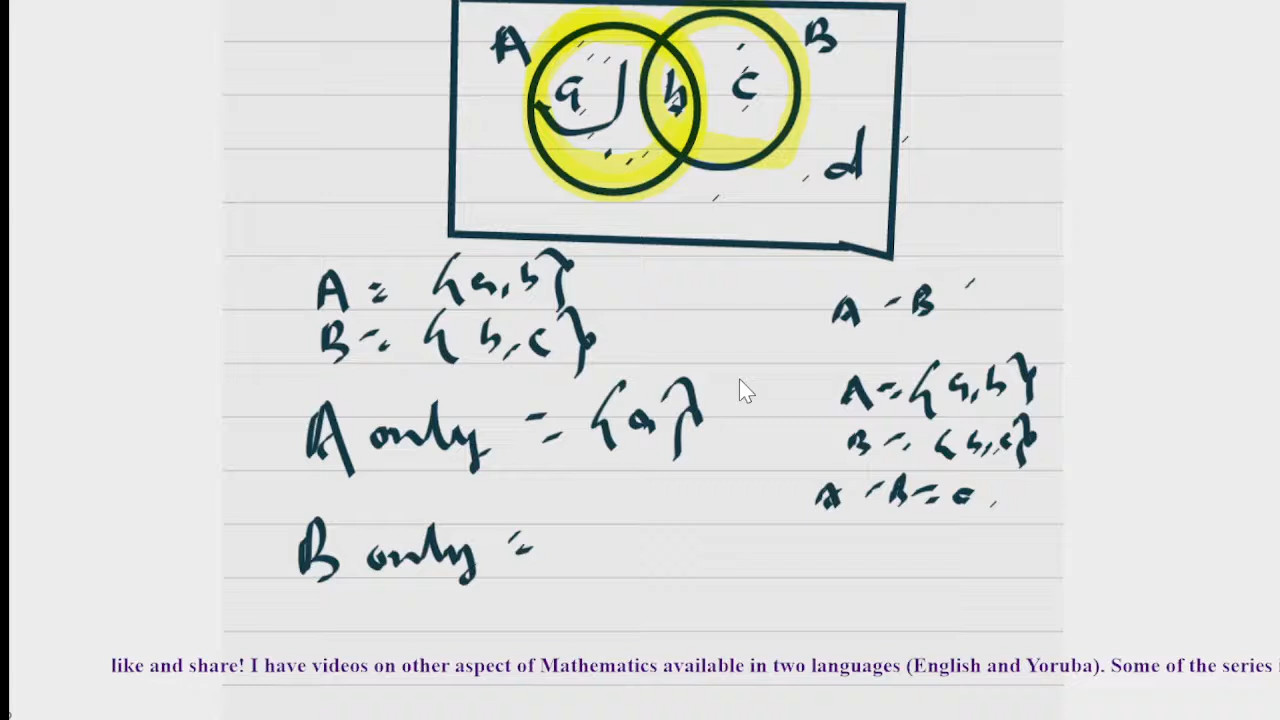 A
B
a
b
c
d
A = {a, b}
B = {b, c}
A only = {a}
B only =
A - B
A = {a, b}
B = {b, c}
A - B =
like and share! I have videos on other aspect of Mathematics available in two languages (English and Yoruba). Some of the series